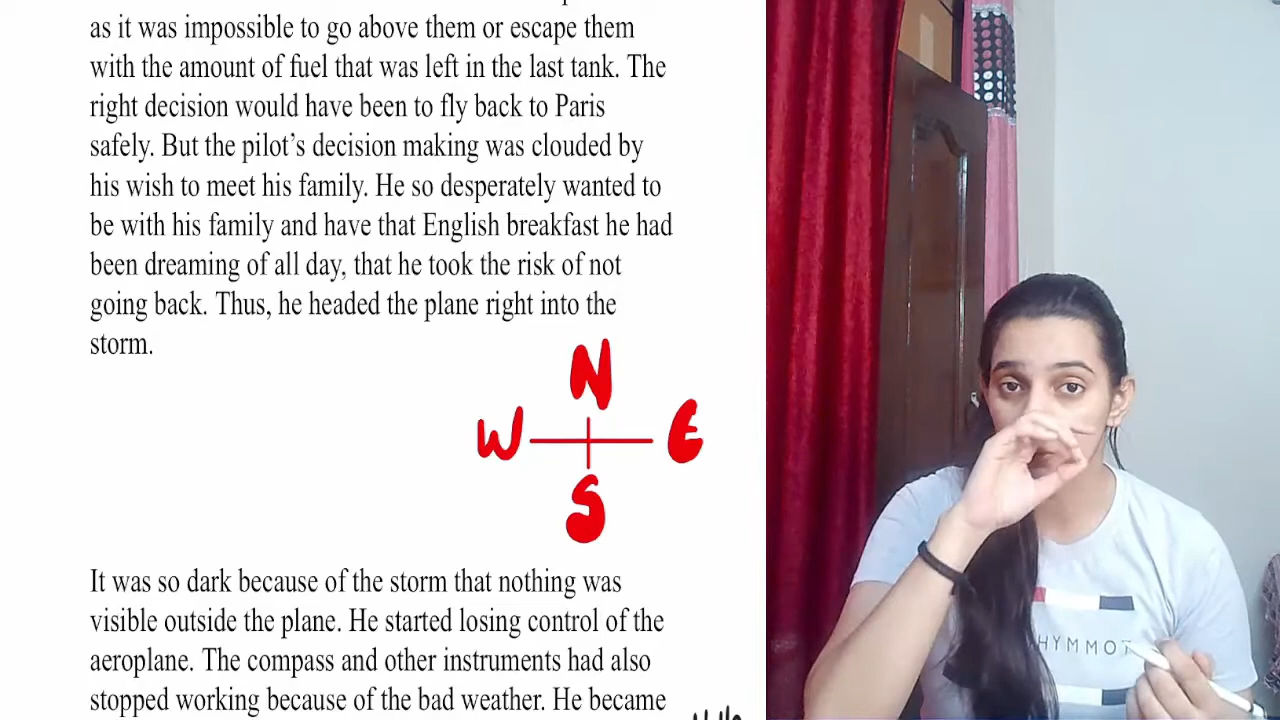 as it was impossible to go above them or escape them
with the amount of fuel that was left in the last tank. The
right decision would have been to fly back to Paris
safely. But the pilot’s decision making was clouded by
his wish to meet his family. He so desperately wanted to
be with his family and have that English breakfast he had
been dreaming of all day, that he took the risk of not
going back. Thus, he headed the plane right into the
storm.
N
W E
S
It was so dark because of the storm that nothing was
visible outside the plane. He started losing control of the
aeroplane. The compass and other instruments had also
stopped working because of the bad weather. He became
HYMMOT